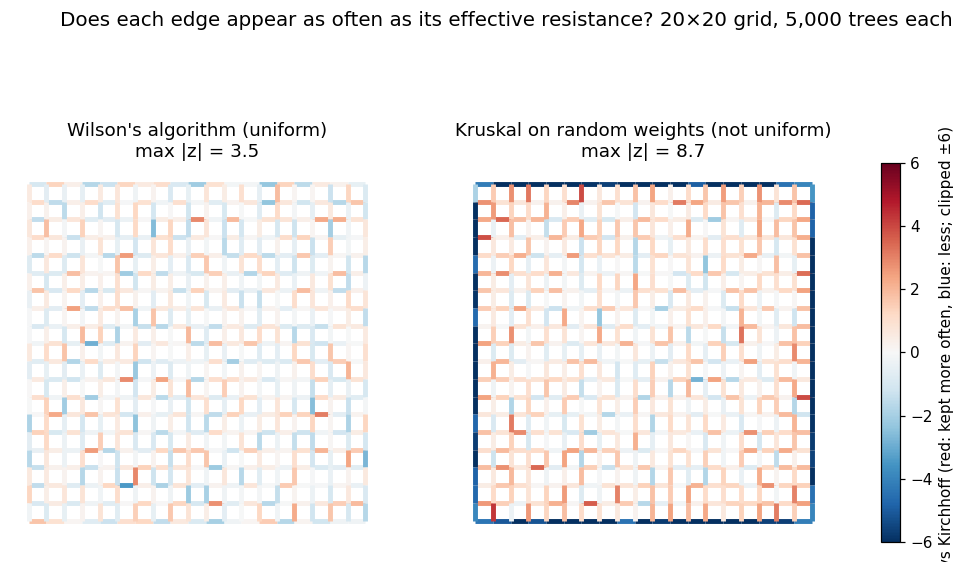 Does each edge appear as often as its effective resistance? 20×20 grid, 5,000 trees each
Wilson's algorithm (uniform)
max |z| = 3.5
Kruskal on random weights (not uniform)
max |z| = 8.7
6
4
2
0
−2
−4
−6
vs Kirchhoff (red: kept more often, blue: less; clipped ±6)